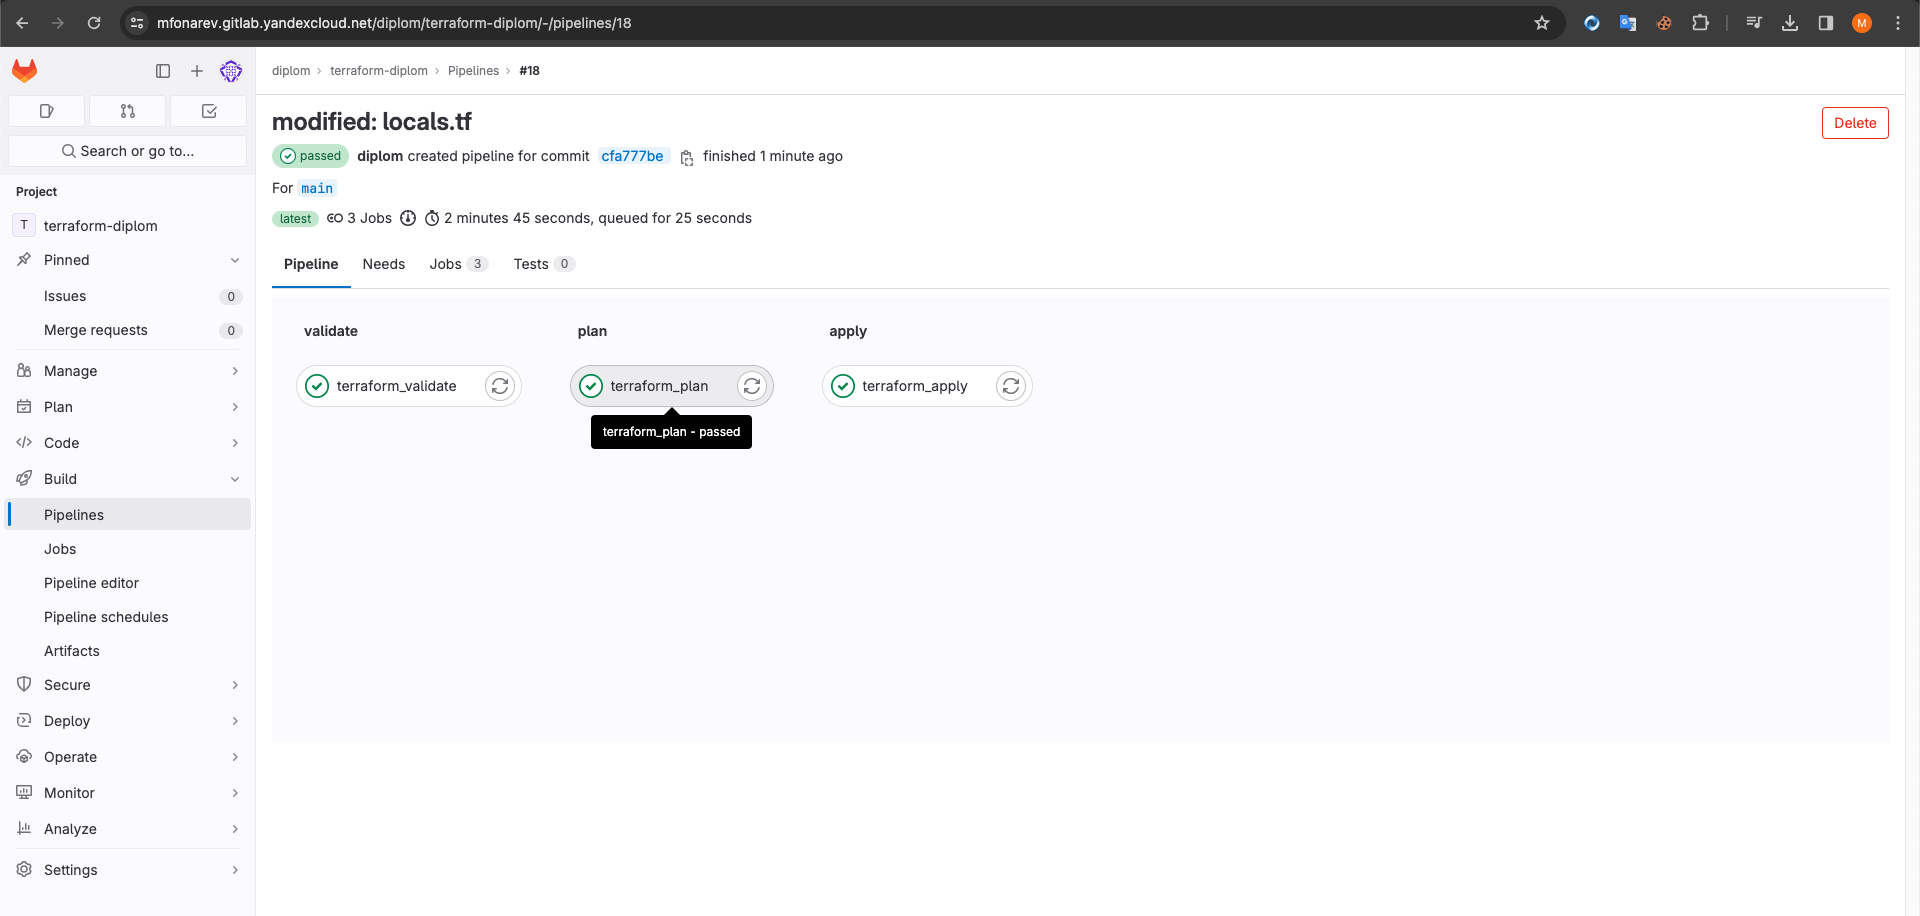 mfonarev.gitlab.yandexcloud.net/diplom/terraform-diplom/-/pipelines/18
M
diplom › terraform-diplom › Pipelines › #18
modified: locals.tf
Delete
passed diplom created pipeline for commit cfa777be finished 1 minute ago
For main
latest 3 Jobs 2 minutes 45 seconds, queued for 25 seconds
Pipeline Needs Jobs 3 Tests 0
validate plan apply
terraform_validate terraform_plan terraform_apply
terraform_plan - passed
Search or go to...
Project
T terraform-diplom
Pinned
Issues 0
Merge requests 0
Manage
Plan
Code
Build
Pipelines
Jobs
Pipeline editor
Pipeline schedules
Artifacts
Secure
Deploy
Operate
Monitor
Analyze
Settings